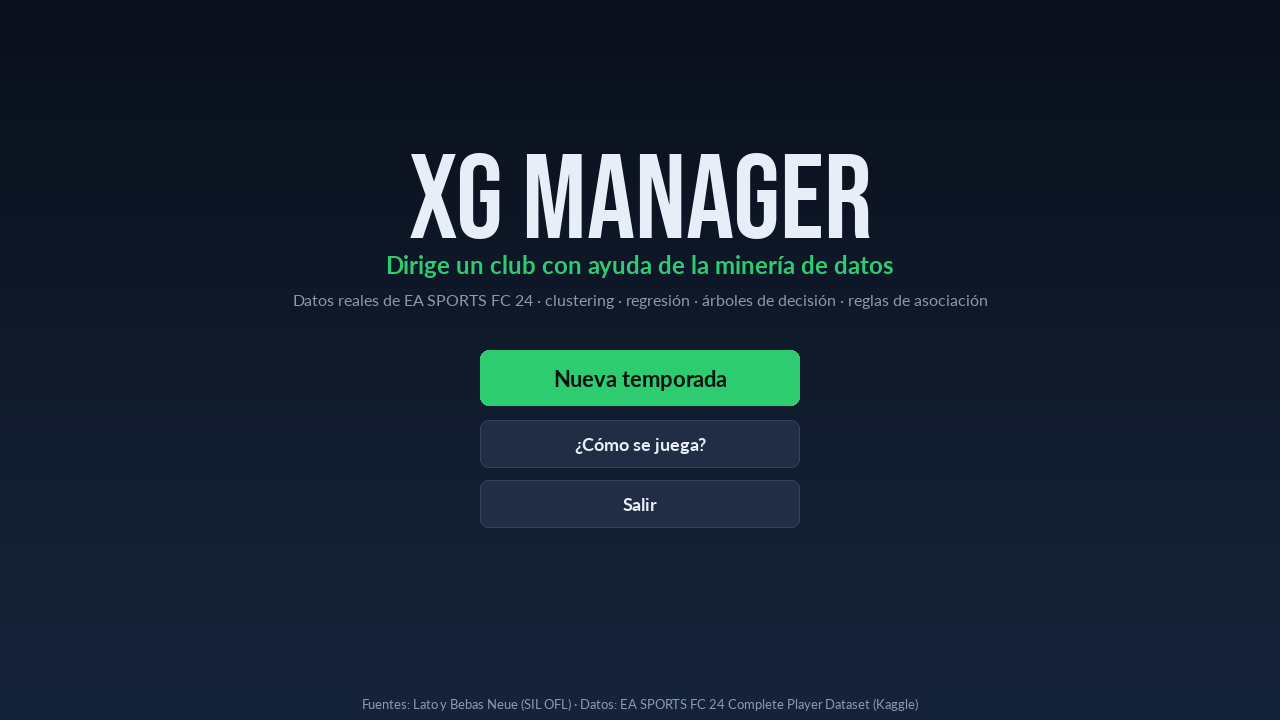 XG MANAGER
Dirige un club con ayuda de la minería de datos
Datos reales de EA SPORTS FC 24 · clustering · regresión · árboles de decisión · reglas de asociación
Nueva temporada
¿Cómo se juega?
Salir
Fuentes: Lato y Bebas Neue (SIL OFL) · Datos: EA SPORTS FC 24 Complete Player Dataset (Kaggle)